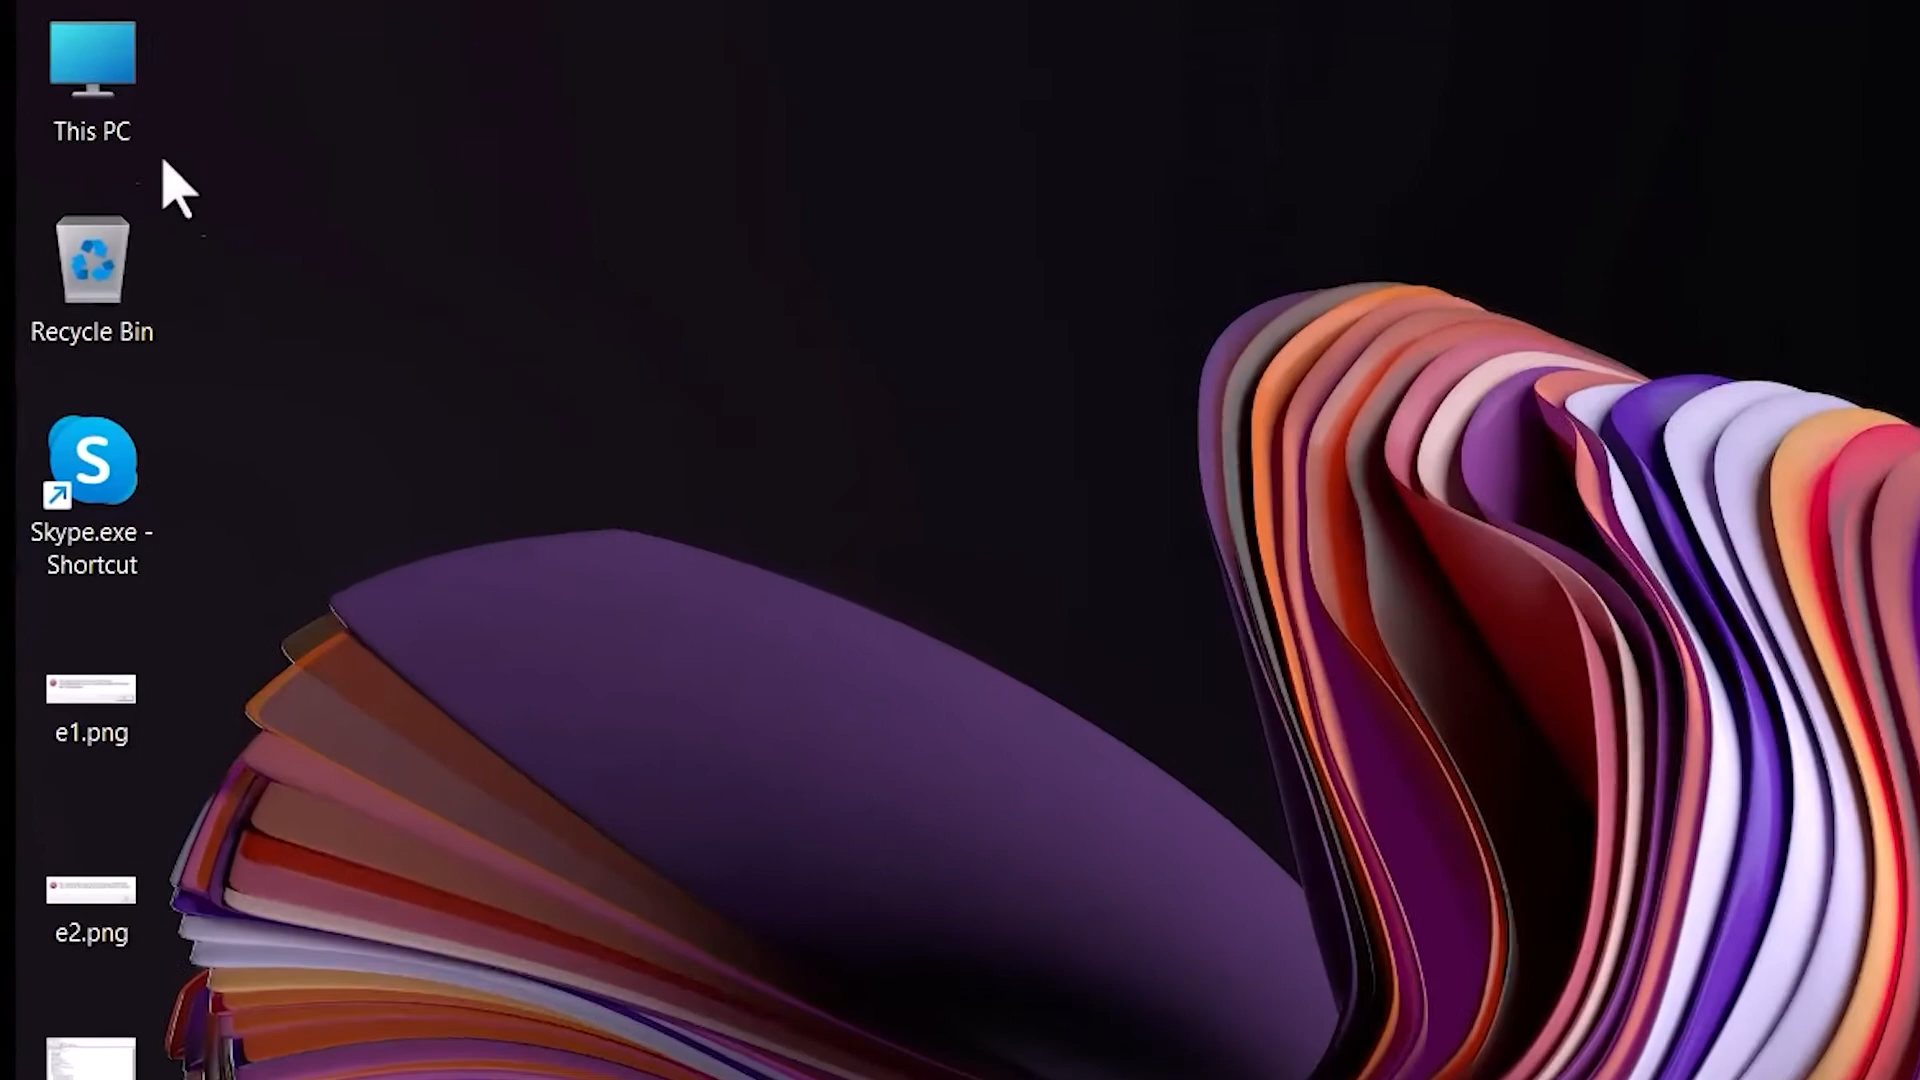 This PC
Recycle Bin
S
Skype.exe -
Shortcut
e1.png
e2.png